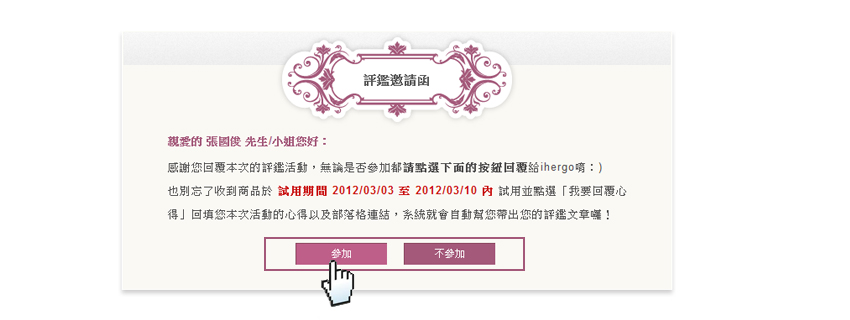 評鑑邀請函
親愛的 張國俊 先生/小姐您好：
感謝您回覆本次的評鑑活動，無論是否參加都請點選下面的按鈕回覆給ihergo唷：)
也別忘了收到商品於 試用期間 2012/03/03 至 2012/03/10 內 試用並點選「我要回覆心
得」回填您本次活動的心得以及部落格連結，系統就會自動幫您帶出您的評鑑文章囉！
參加 不參加